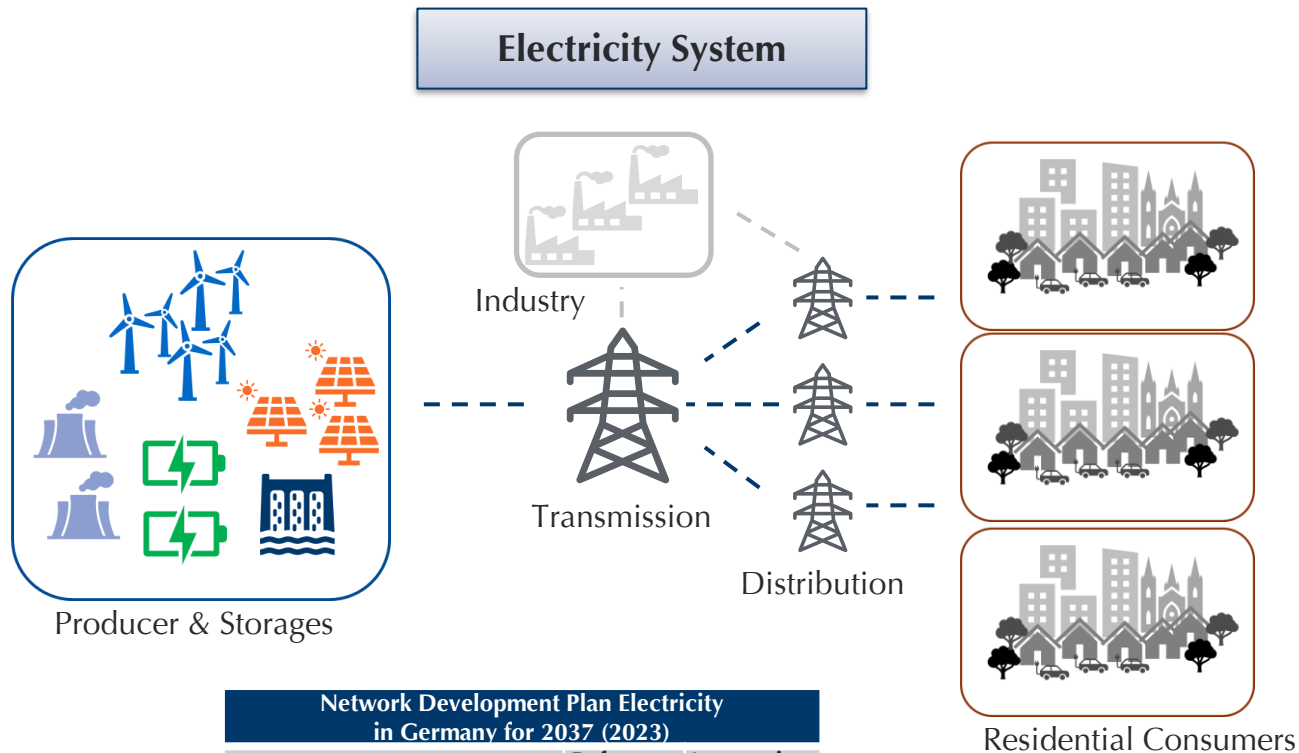 Electricity System
Industry
Transmission
Distribution
Producer & Storages
Residential Consumers
Network Development Plan Electricity
in Germany for 2037 (2023)